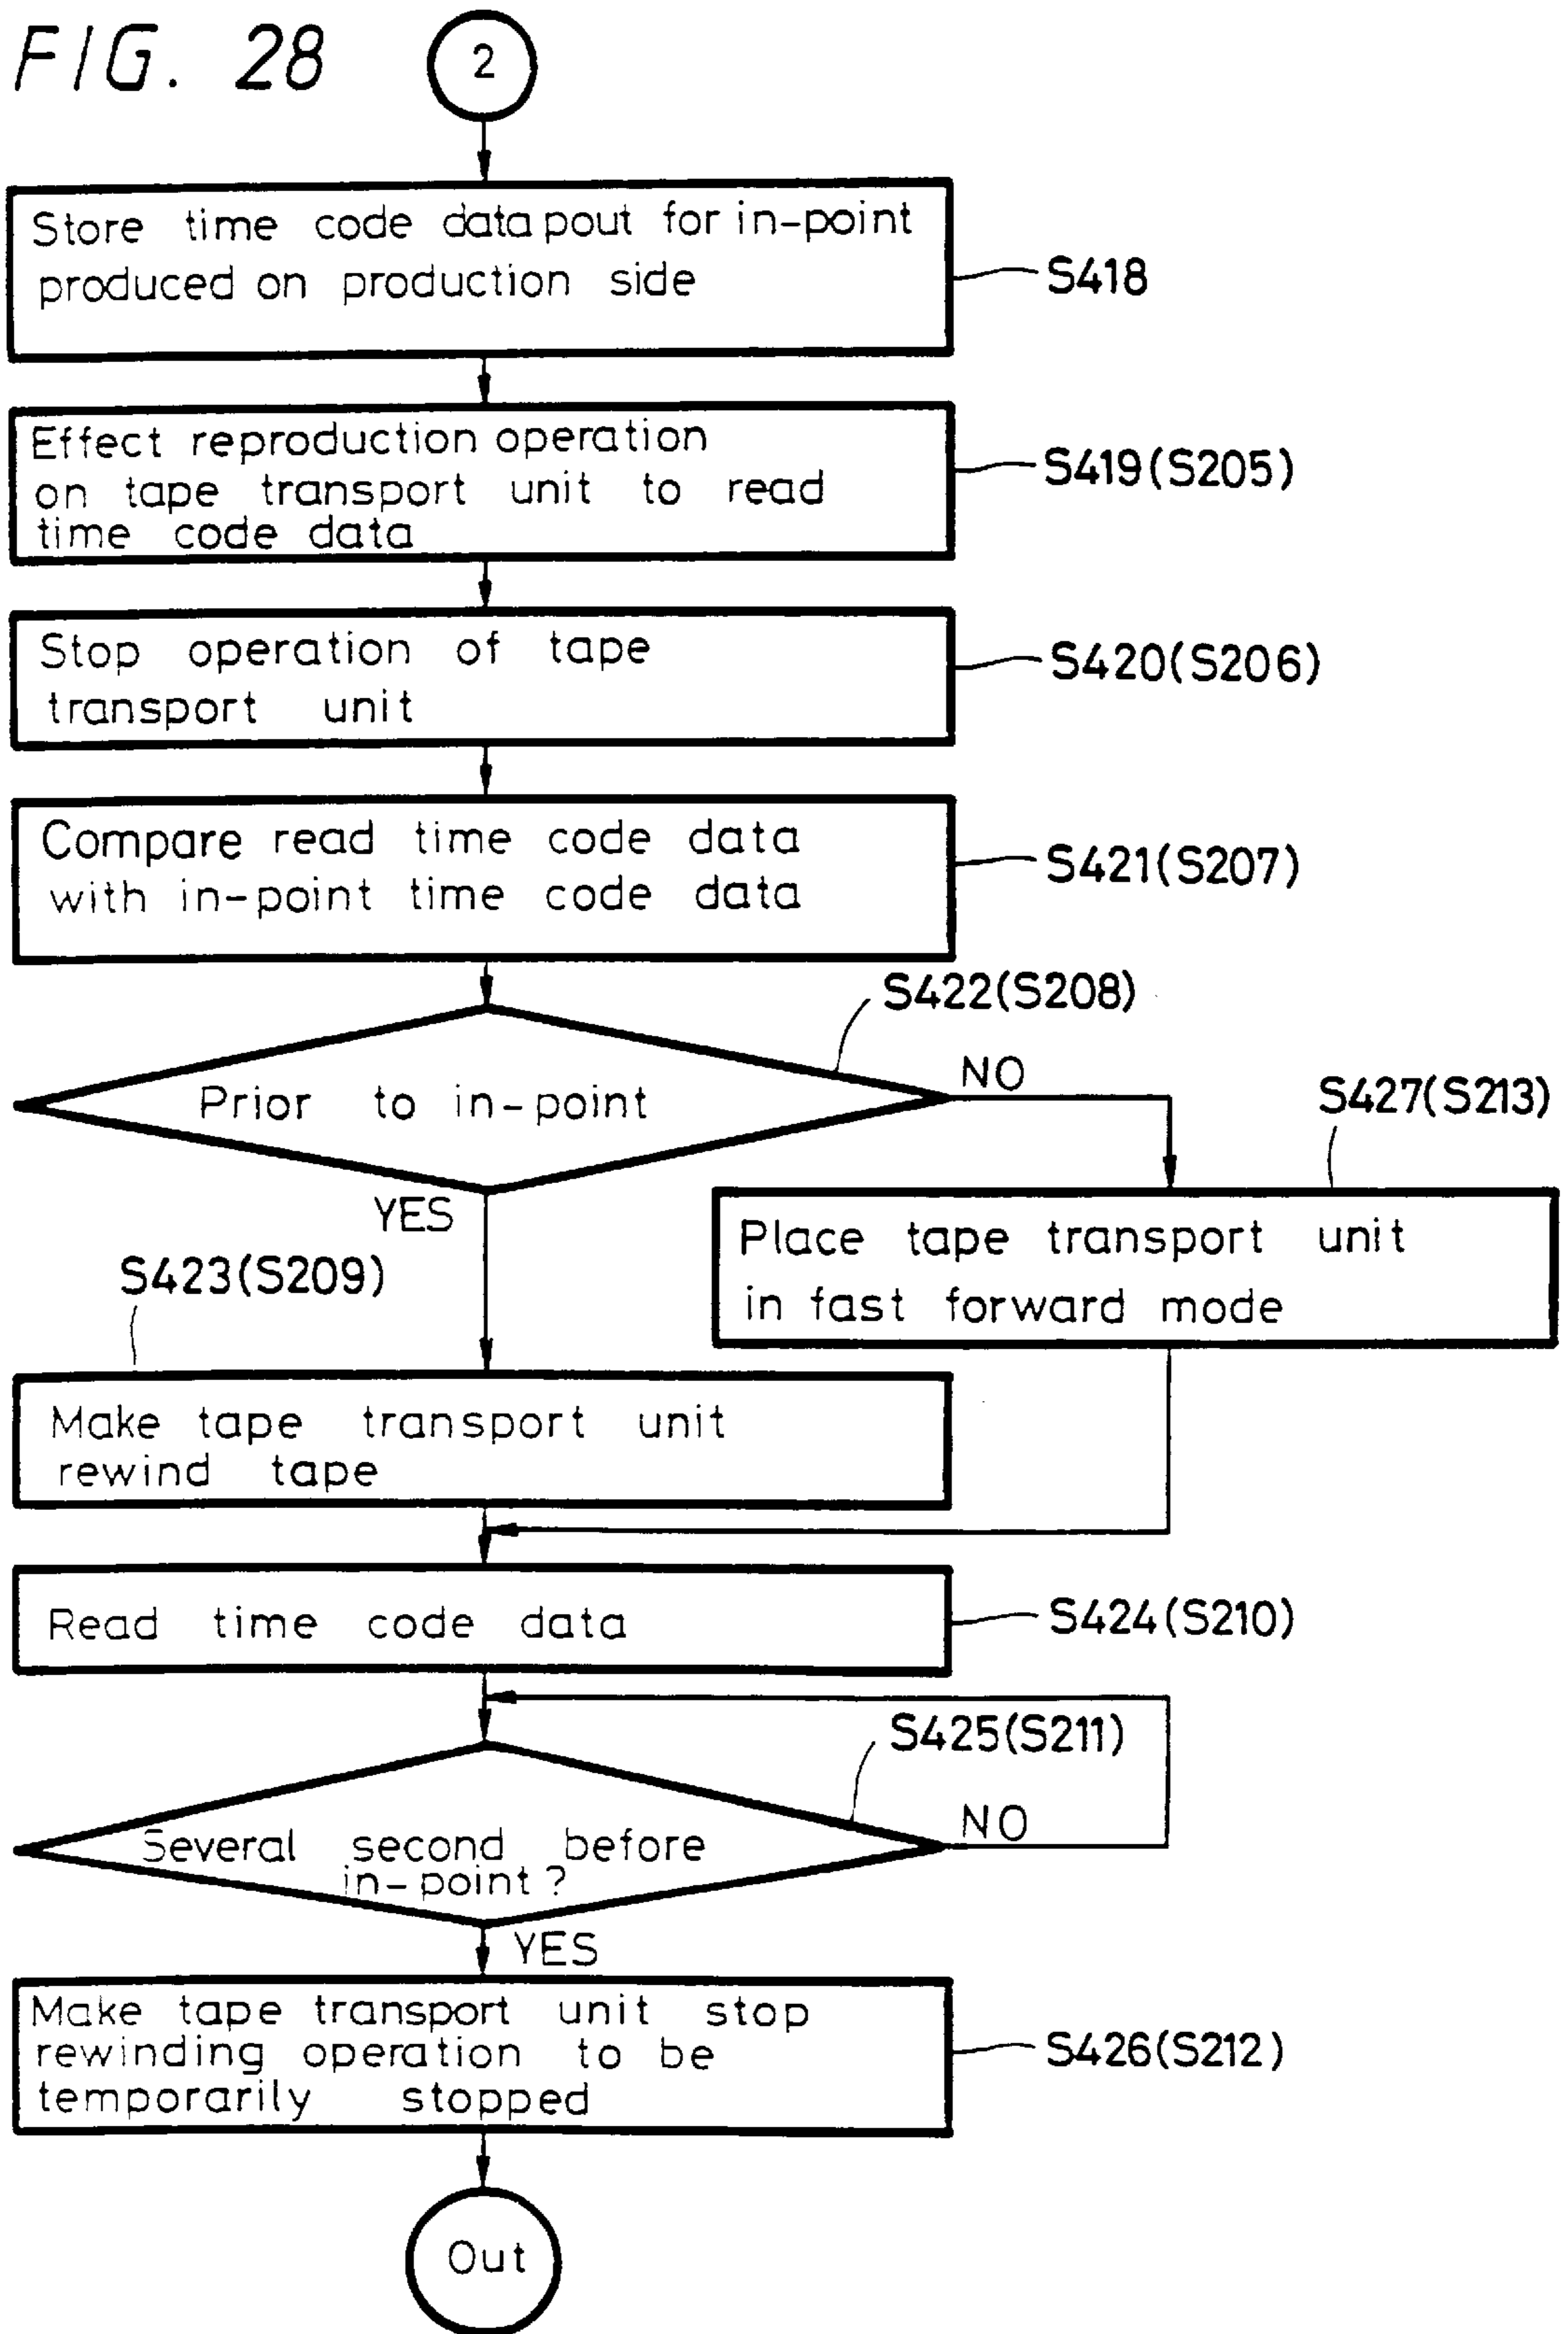 FIG. 28
2
Store time code data pout for in-point
produced on production side
S418
Effect reproduction operation
on tape transport unit to read
time code data
S419(S205)
Stop operation of tape
transport unit
S420(S206)
Compare read time code data
with in-point time code data
S421(S207)
S422(S208)
Prior to in-point
NO
YES
S427(S213)
Place tape transport unit
in fast forward mode
S423(S209)
Make tape transport unit
rewind tape
Read time code data
S424(S210)
S425(S211)
Several second before
in-point?
NO
YES
Make tape transport unit stop
rewinding operation to be
temporarily stopped
S426(S212)
Out